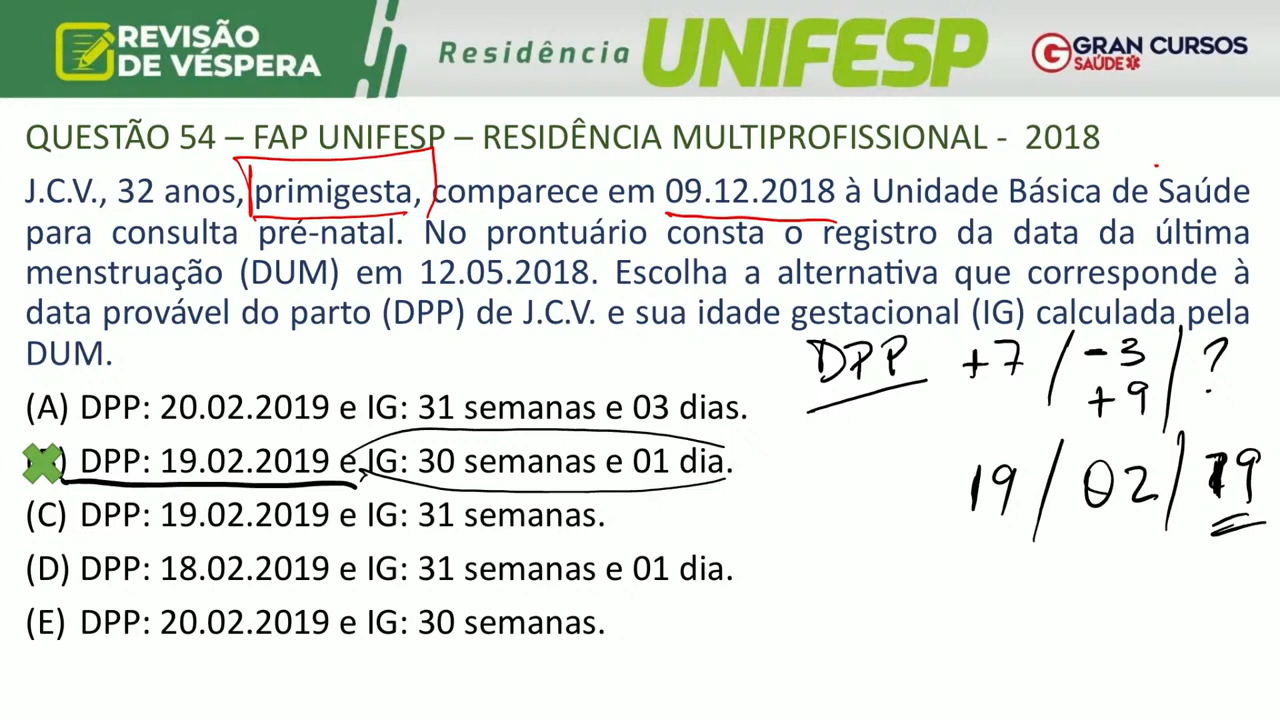 REVISÃO
DE VÉSPERA
Residência UNIFESP
GRAN CURSOS
SAÚDE
QUESTÃO 54 – FAP UNIFESP – RESIDÊNCIA MULTIPROFISSIONAL - 2018
J.C.V., 32 anos, primigesta, comparece em 09.12.2018 à Unidade Básica de Saúde
para consulta pré-natal. No prontuário consta o registro da data da última
menstruação (DUM) em 12.05.2018. Escolha a alternativa que corresponde à
data provável do parto (DPP) de J.C.V. e sua idade gestacional (IG) calculada pela
DUM.
DPP +7 / -3 / ?
+9
(A) DPP: 20.02.2019 e IG: 31 semanas e 03 dias.
) DPP: 19.02.2019 e IG: 30 semanas e 01 dia.
19 / 02 / 19
(C) DPP: 19.02.2019 e IG: 31 semanas.
(D) DPP: 18.02.2019 e IG: 31 semanas e 01 dia.
(E) DPP: 20.02.2019 e IG: 30 semanas.